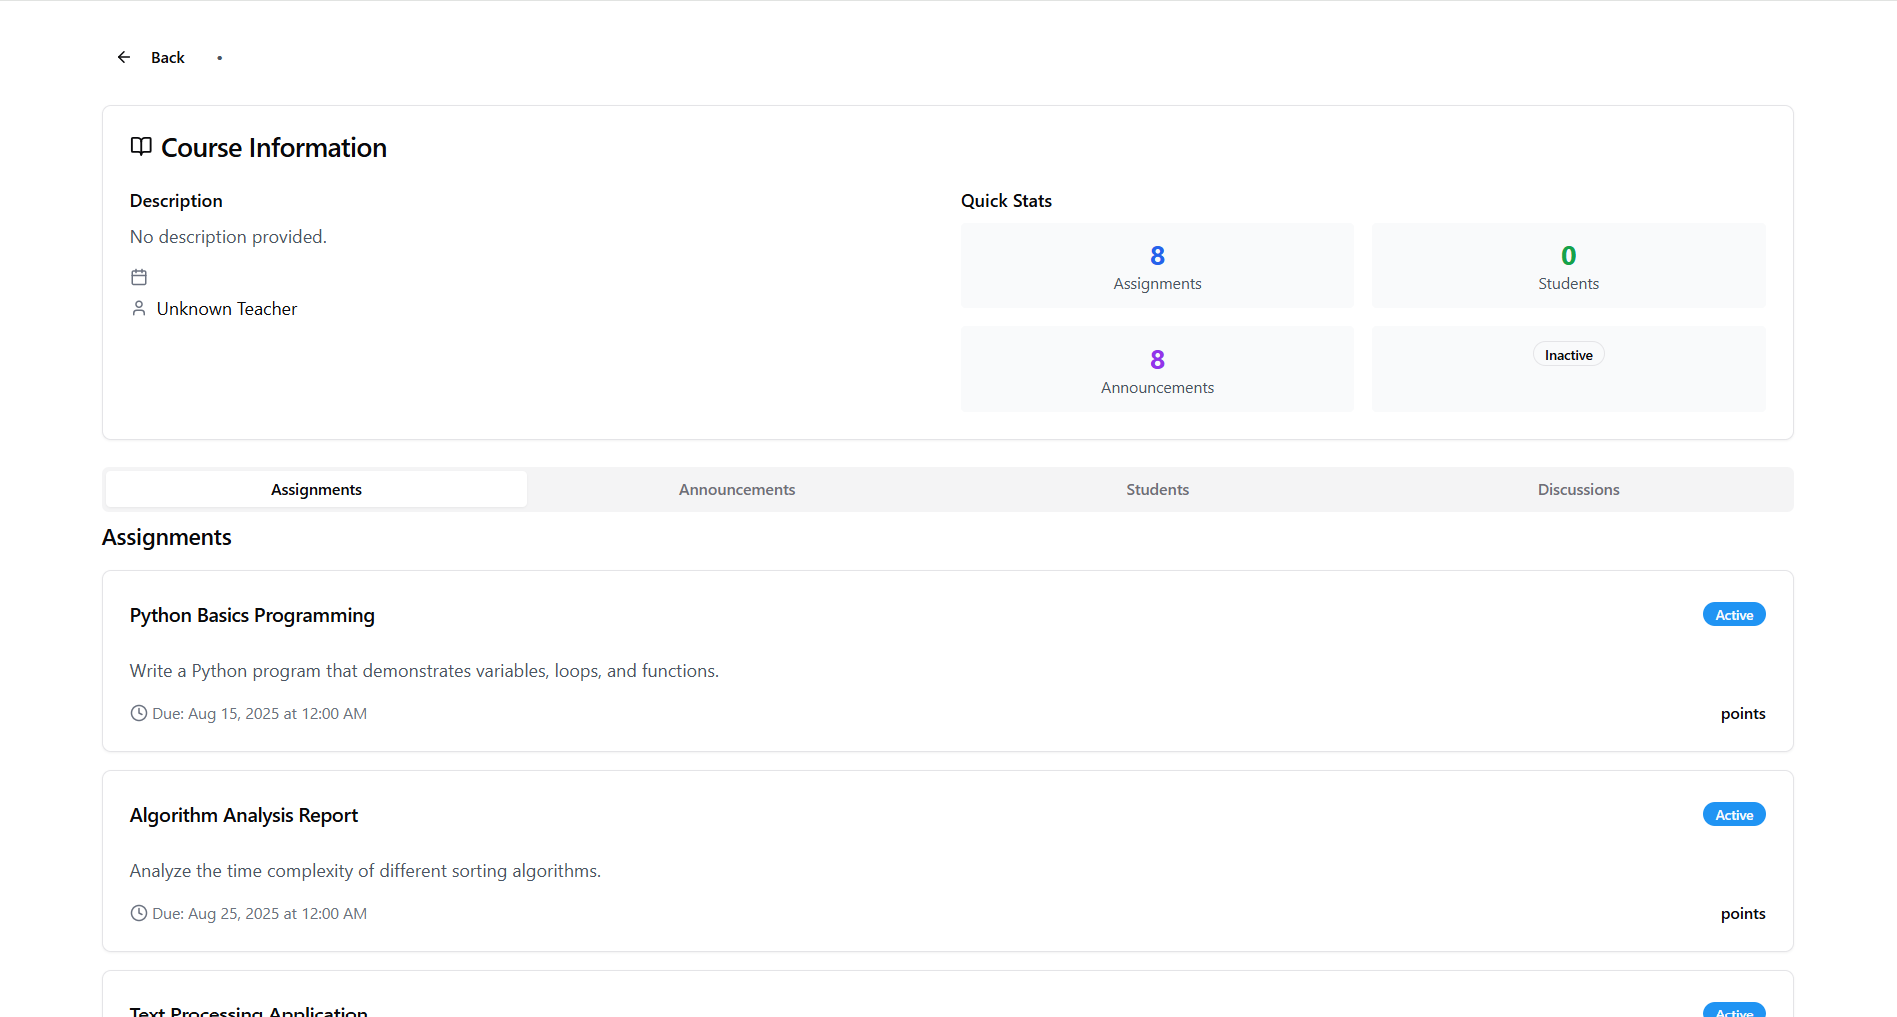 Back •
Course Information
Description
No description provided.
Unknown Teacher
Quick Stats
8
Assignments
0
Students
8
Announcements
Inactive
Assignments Announcements Students Discussions
Assignments
Python Basics Programming Active
Write a Python program that demonstrates variables, loops, and functions.
Due: Aug 15, 2025 at 12:00 AM points
Algorithm Analysis Report Active
Analyze the time complexity of different sorting algorithms.
Due: Aug 25, 2025 at 12:00 AM points
Text Processing Application Active